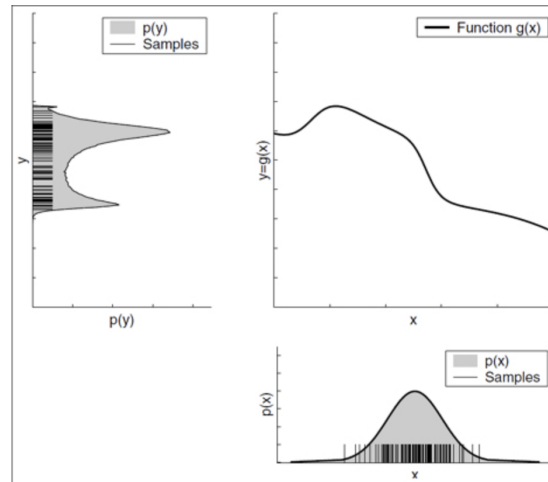 p(y)
Samples
y
p(y)
Function g(x)
y=g(x)
x
p(x)
Samples
p(x)
x